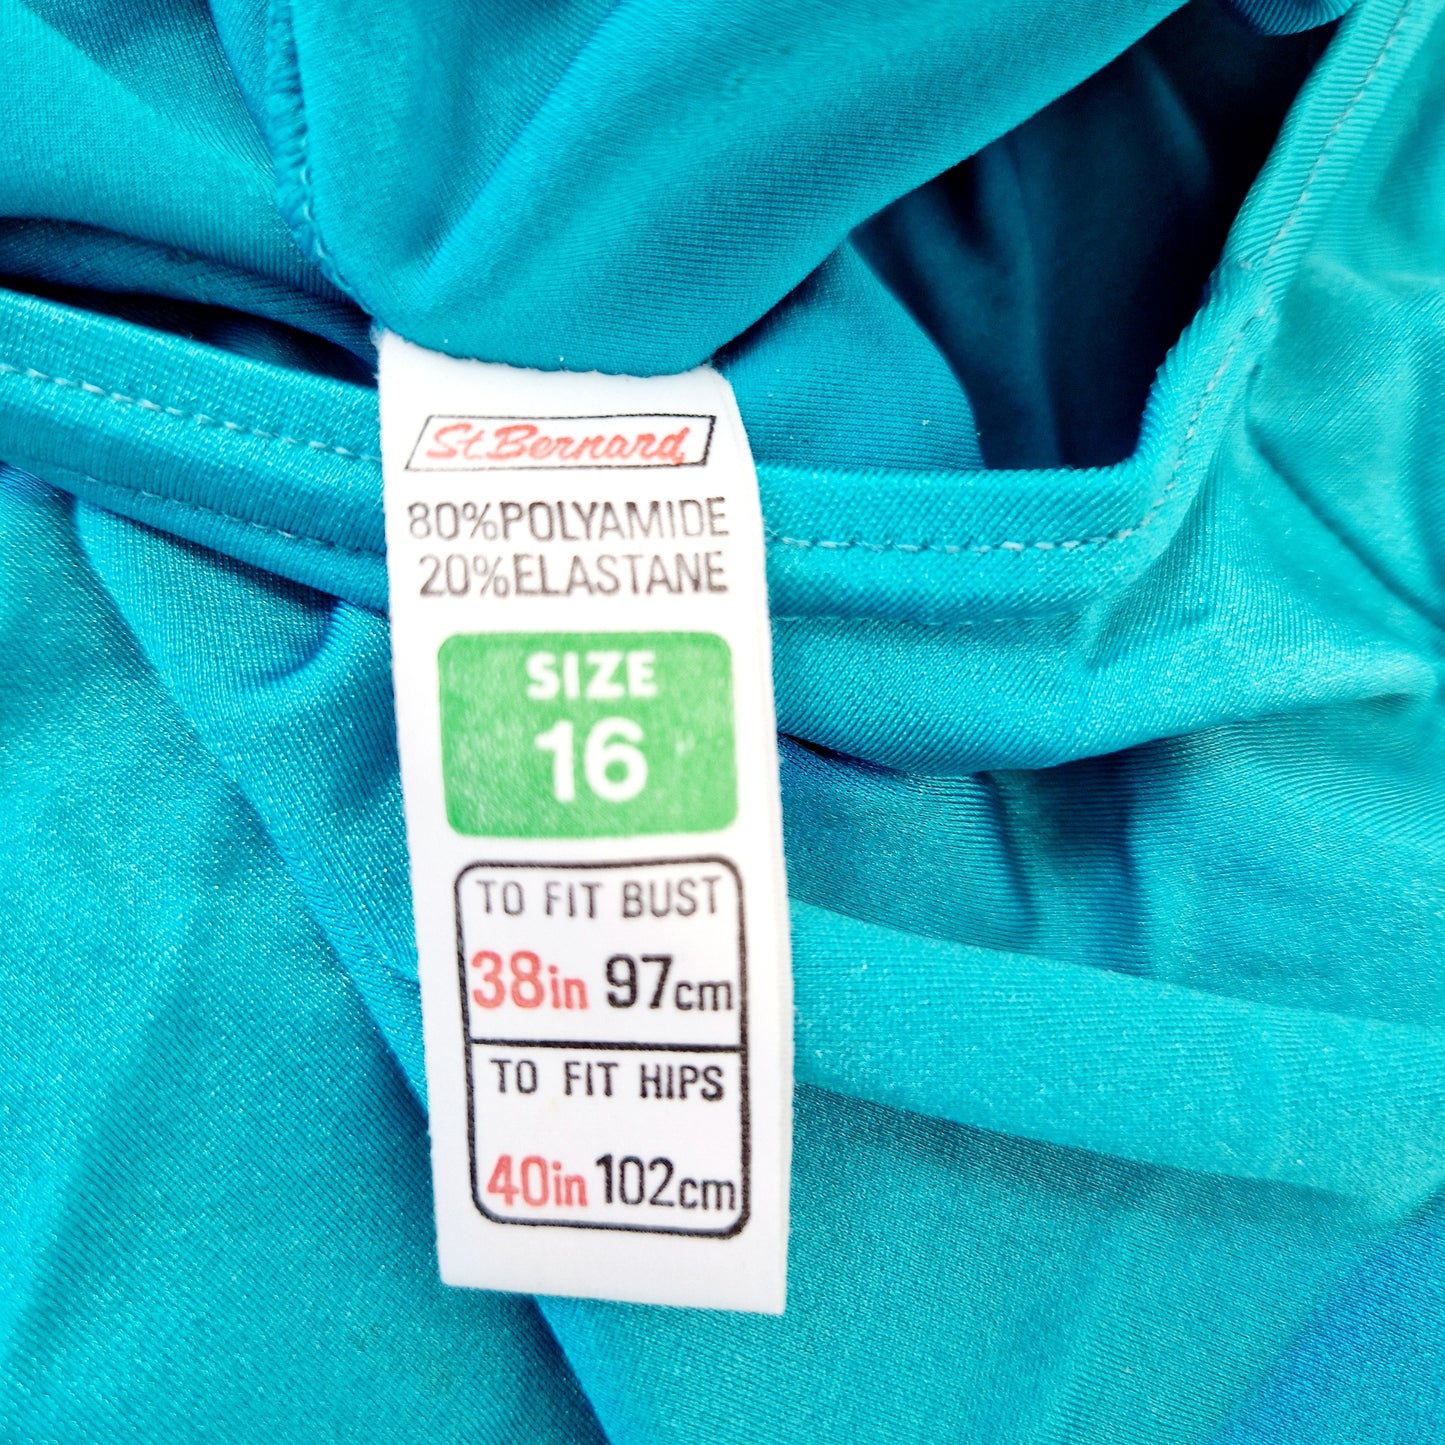 St.Bernard
80%POLYAMIDE
20%ELASTANE
SIZE
16
TO FIT BUST
38in 97cm
TO FIT HIPS
40in 102cm